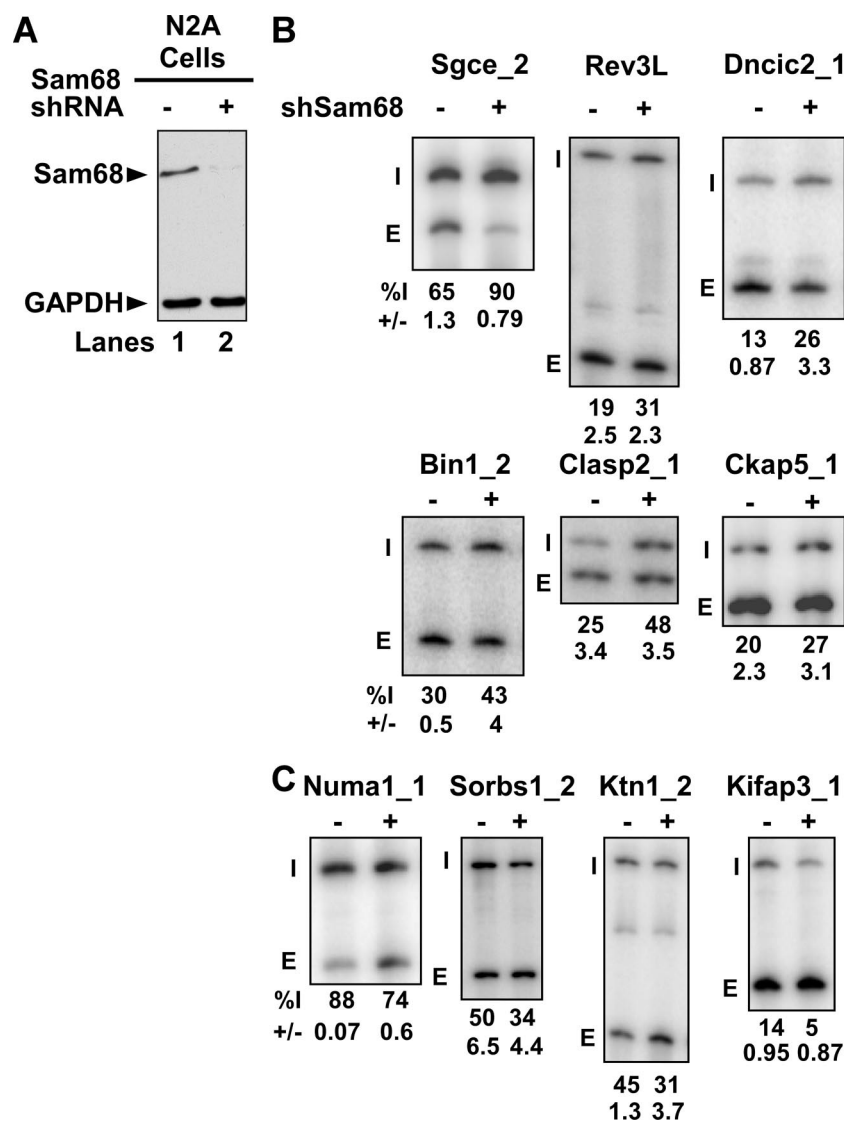 A
N2A
Cells
Sam68
shRNA - +
Sam68
GAPDH
Lanes 1 2
B
Sgce_2 Rev3L Dncic2_1
shSam68 - + - + - +
I I I
E E E
%I 65 90
+/- 1.3 0.79
19 31
2.5 2.3
13 26
0.87 3.3
Bin1_2 Clasp2_1 Ckap5_1
- + - + - +
I I I
E E E
%I 30 43
+/- 0.5 4
25 48
3.4 3.5
20 27
2.3 3.1
C
Numa1_1 Sorbs1_2 Ktn1_2 Kifap3_1
- + - + - + - +
I I I I
E E E E
%I 88 74
+/- 0.07 0.6
50 34
6.5 4.4
45 31
1.3 3.7
14 5
0.95 0.87